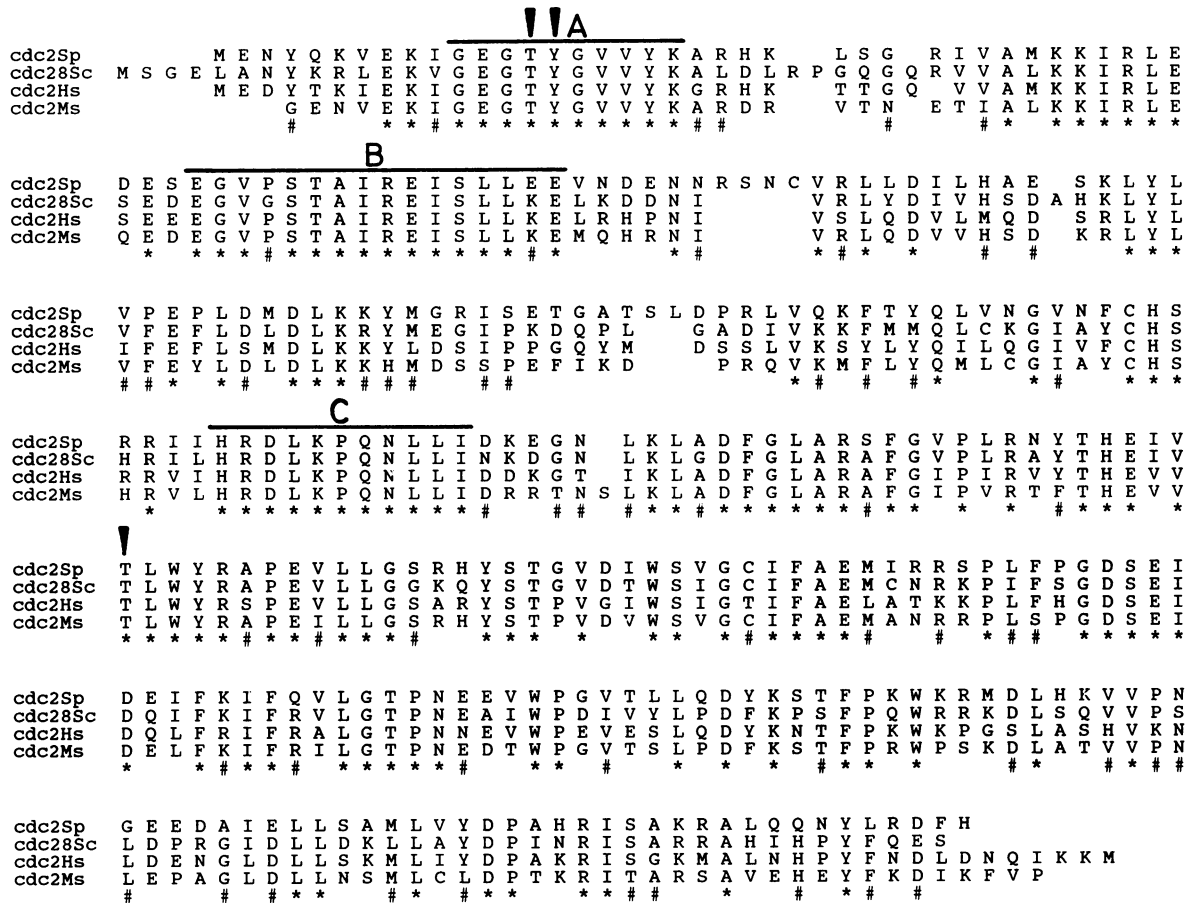 A
cdc2Sp M E N Y Q K V E K I G E G T Y G V V Y K A R H K L S G R I V A M K K I R L E
cdc28Sc M S G E L A N Y K R L E K V G E G T Y G V V Y K A L D L R P G Q G Q R V V A L K K I R L E
cdc2Hs M E D Y T K I E K I G E G T Y G V V Y K G R H K T T G Q V V A M K K I R L E
cdc2Ms G E N V E K I G E G T Y G V V Y K A R D R V T N E T I A L K K I R L E
# * * # * * * * * * * * * * # # # # * * * * * * * *
B
cdc2Sp D E S E G V P S T A I R E I S L L E E V N D E N N R S N C V R L L D I L H A E S K L Y L
cdc28Sc S E D E G V G S T A I R E I S L L K E L K D D N I V R L Y D I V H S D A H K L Y L
cdc2Hs S E E E G V P S T A I R E I S L L K E L R H P N I V S L Q D V L M Q D S R L Y L
cdc2Ms Q E D E G V P S T A I R E I S L L K E M Q H R N I V R L Q D V V H S D K R L Y L
* * * * # * * * * * * * * * * # * * # * # * * # # * * *
cdc2Sp V P E P L D M D L K K Y M G R I S E T G A T S L D P R L V Q K F T Y Q L V N G V N F C H S
cdc28Sc V F E F L D L D L K R Y M E G I P K D Q P L G A D I V K K F M M Q L C K G I A Y C H S
cdc2Hs I F E F L S M D L K K Y L D S I P P G Q Y M D S S L V K S Y L Y Q I L Q G I V F C H S
cdc2Ms V F E Y L D L D L K K H M D S S P E F I K D P R Q V K M F L Y Q M L C G I A Y C H S
# # * * # * * * # # # # # * # # # * * # * * *
C
cdc2Sp R R I I H R D L K P Q N L L I D K E G N L K L A D F G L A R S F G V P L R N Y T H E I V
cdc28Sc H R I L H R D L K P Q N L L I N K D G N L K L G D F G L A R A F G V P L R A Y T H E I V
cdc2Hs R R V I H R D L K P Q N L L I D D K G T I K L A D F G L A R A F G I P I R V Y T H E V V
cdc2Ms H R V L H R D L K P Q N L L I D R R T N S L K L A D F G L A R A F G I P V R T F T H E V V
* * * * * * * * * * * * # # # # * * # * * * * * * # * * * * # * * * *
cdc2Sp T L W Y R A P E V L L G S R H Y S T G V D I W S V G C I F A E M I R R S P L F P G D S E I
cdc28Sc T L W Y R A P E V L L G G K Q Y S T G V D T W S I G C I F A E M C N R K P I F S G D S E I
cdc2Hs T L W Y R S P E V L L G S A R Y S T P V G I W S I G T I F A E L A T K K P L F H G D S E I
cdc2Ms T L W Y R A P E I L L G S R H Y S T P V D V W S V G C I F A E M A N R R P L S P G D S E I
* * * * * # * * # * * * # * * * * * * * # * * * * # # * # # * * * * *
cdc2Sp D E I F K I F Q V L G T P N E E V W P G V T L L Q D Y K S T F P K W K R M D L H K V V P N
cdc28Sc D Q I F K I F R V L G T P N E A I W P D I V Y L P D F K P S F P Q W R R K D L S Q V V P S
cdc2Hs D Q L F R I F R A L G T P N N E V W P E V E S L Q D Y K N T F P K W K P G S L A S H V K N
cdc2Ms D E L F K I F R I L G T P N E D T W P G V T S L P D F K S T F P R W P S K D L A T V V P N
* * # * * # * * * * * # * * # * * * # * * * # * # * # #
cdc2Sp G E E D A I E L L S A M L V Y D P A H R I S A K R A L Q Q N Y L R D F H
cdc28Sc L D P R G I D L L D K L L A Y D P I N R I S A R R A H I H P Y F Q E S
cdc2Hs L D E N G L D L L S K M L I Y D P A K R I S G K M A L N H P Y F N D L D N Q I K K M
cdc2Ms L E P A G L D L L N S M L C L D P T K R I T A R S A V E H E Y F K D I K F V P
# # # * * * * # * * * * # # * # * # #